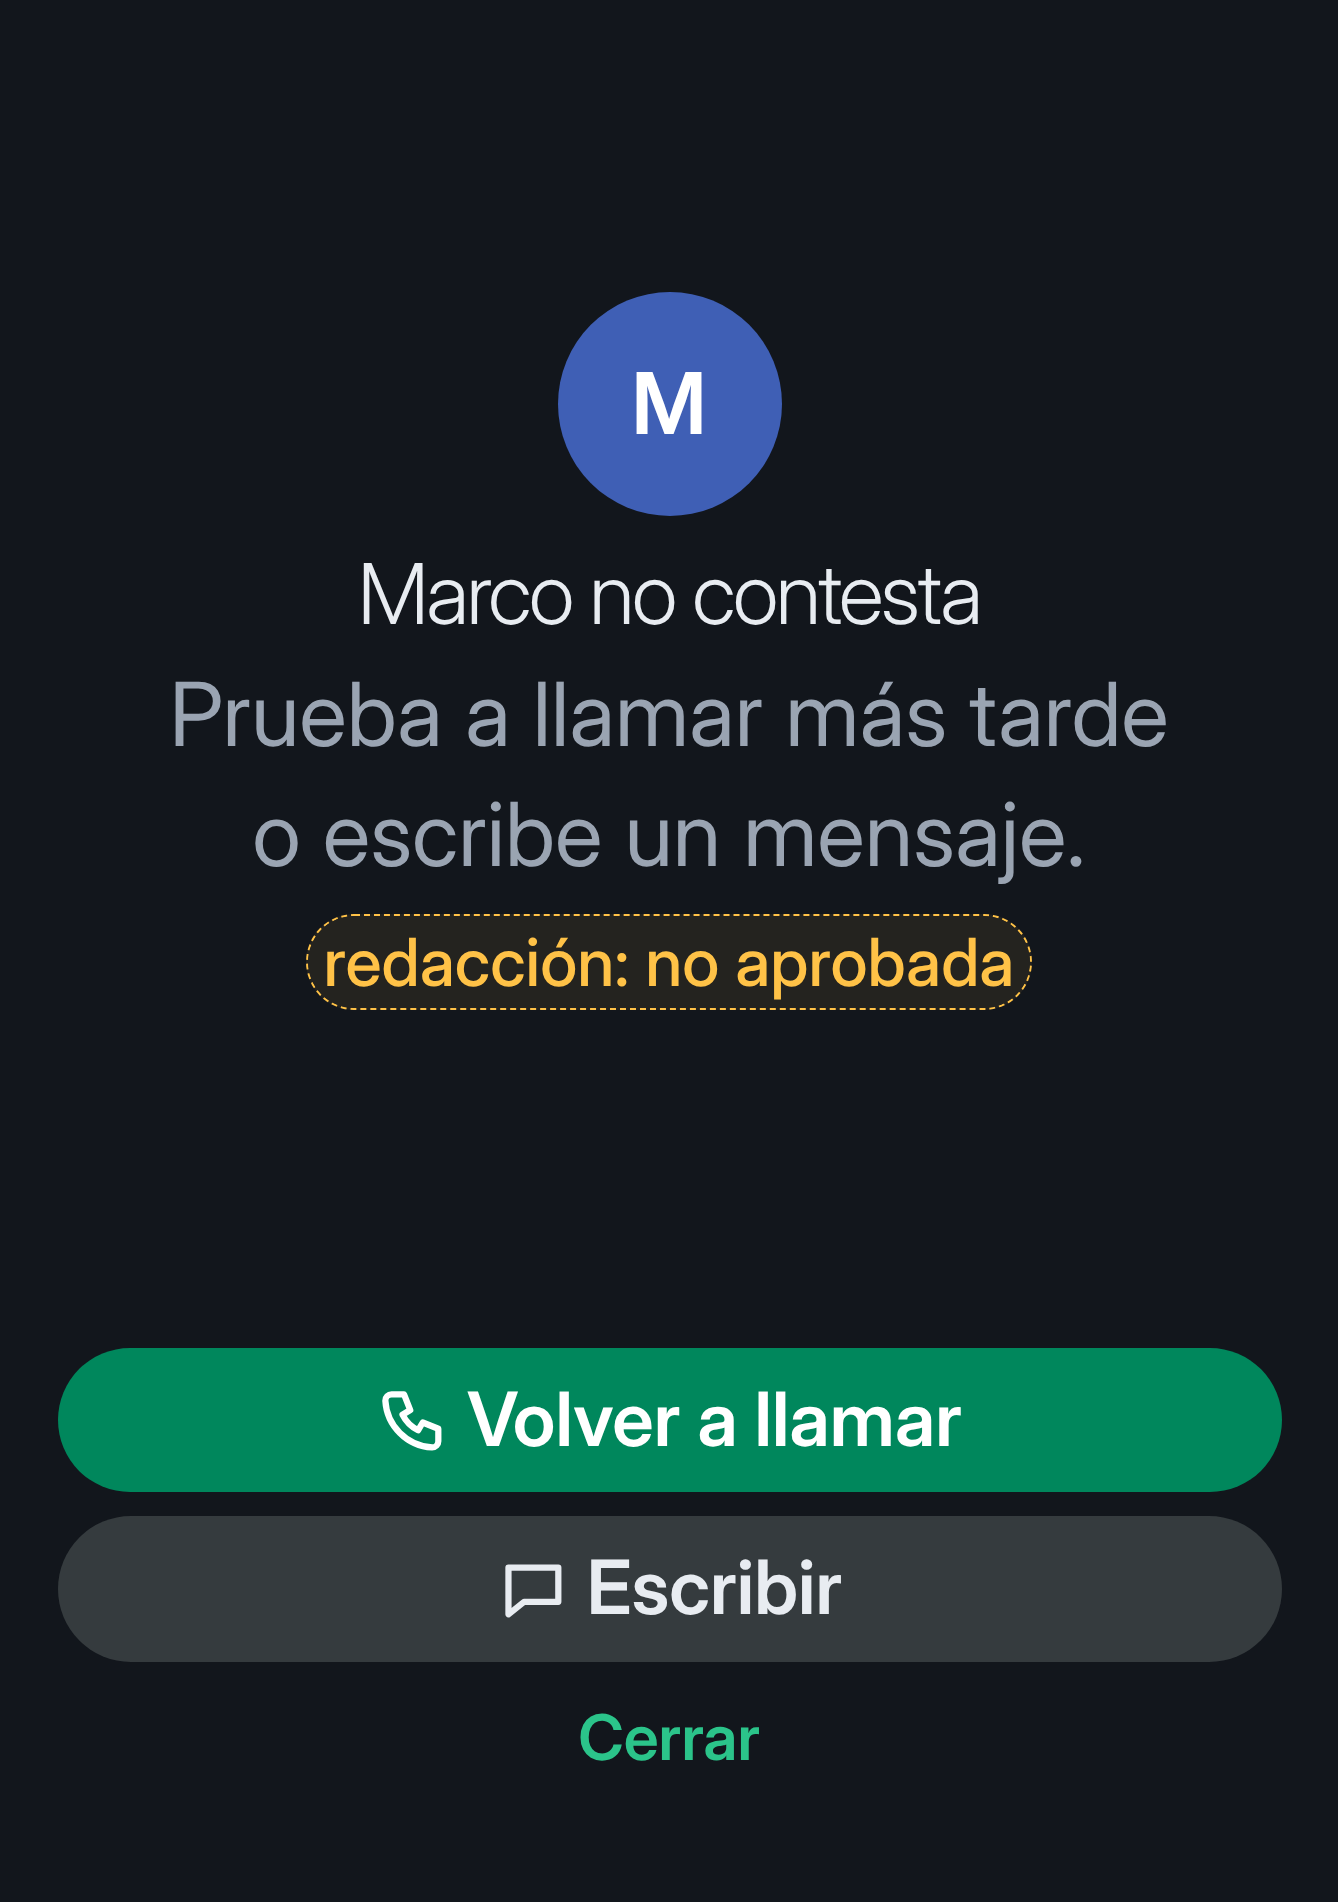 M
Marco no contesta
Prueba a llamar más tarde
o escribe un mensaje.
redacción: no aprobada
Volver a llamar
Escribir
Cerrar